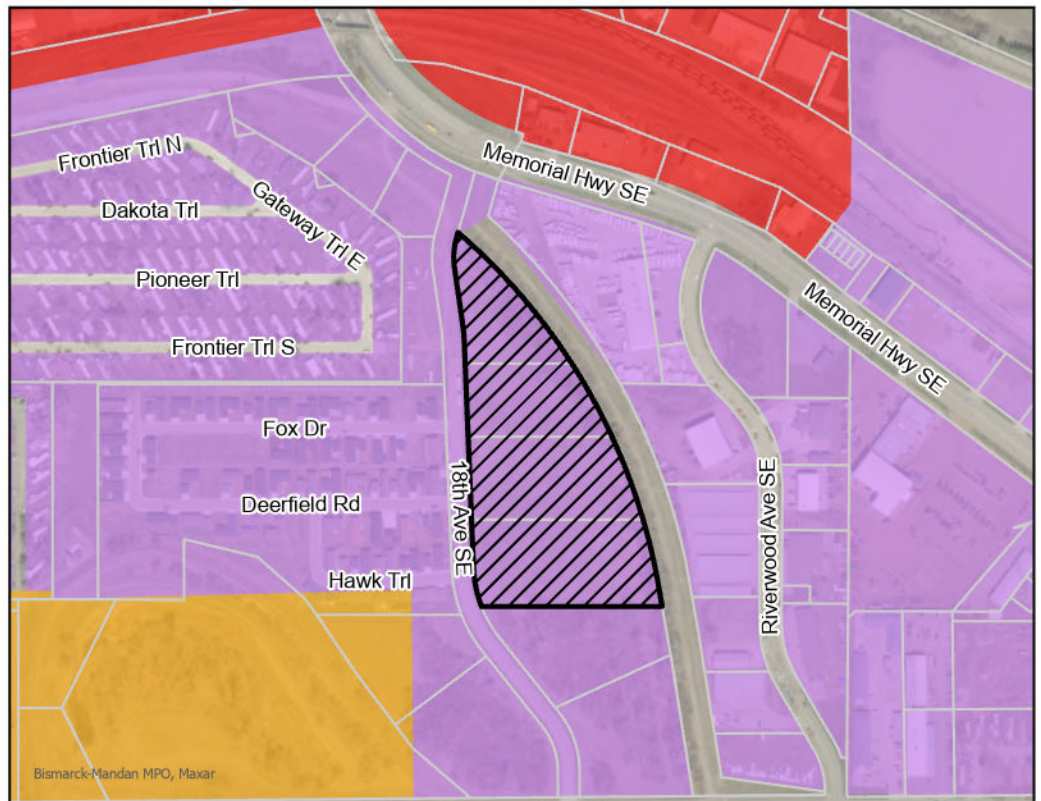 Frontier Trl N
Memorial Hwy SE
Dakota Trl
Gateway Trl E
Pioneer Trl
Memorial Hwy SE
Frontier Trl S
Fox Dr
18th Ave SE
Riverwood Ave SE
Deerfield Rd
Hawk Trl
Bismarck-Mandan MPO, Maxar